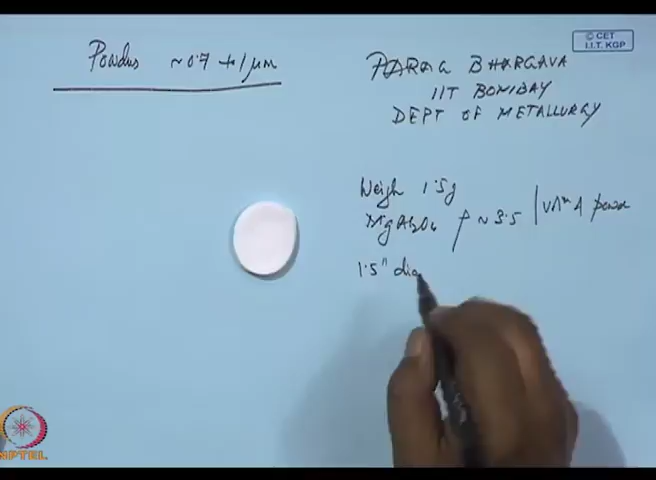 © CET
I.I.T. KGP
Powders ~0.7 + 1 μm
PARAG BHARGAVA
IIT BOMBAY
DEPT OF METALLURGY
Weigh 1.5g
MgAl2O4 ρ ~ 3.5
1.5" dia
NPTEL